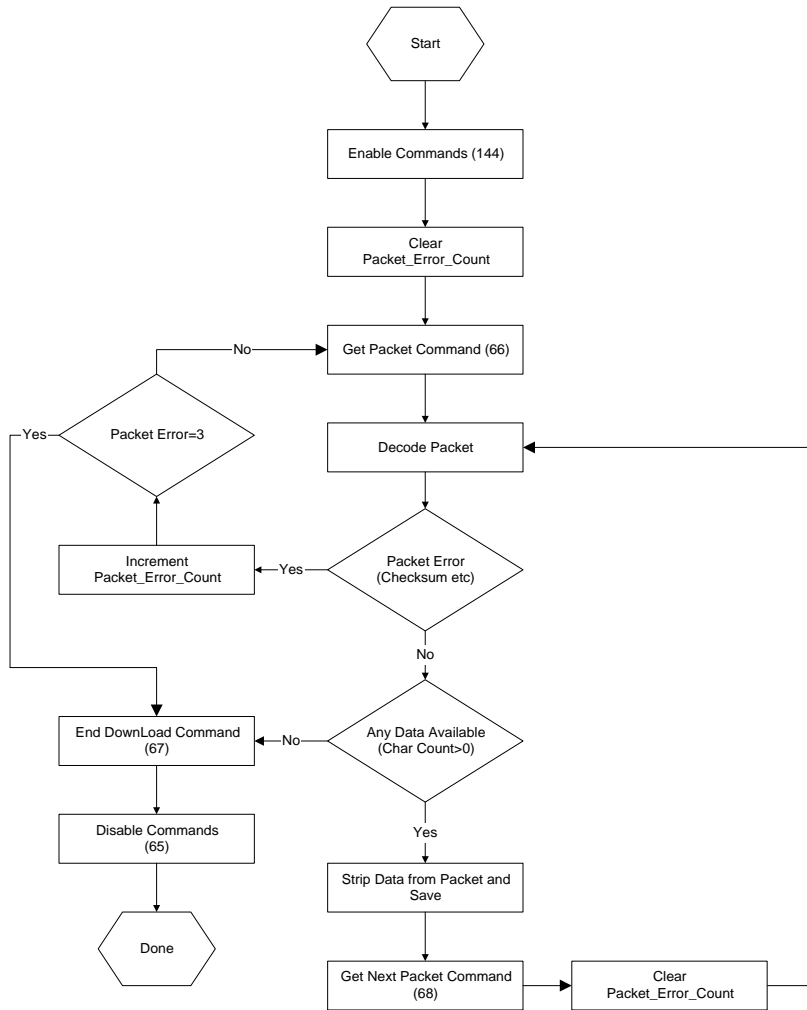 Start
Enable Commands (144)
Clear
Packet_Error_Count
No
Get Packet Command (66)
Yes
Packet Error=3
Decode Packet
Increment
Packet_Error_Count
Yes
Packet Error
(Checksum etc)
No
End DownLoad Command
(67)
No
Any Data Available
(Char Count>0)
Disable Commands
(65)
Yes
Strip Data from Packet and
Save
Done
Get Next Packet Command
(68)
Clear
Packet_Error_Count